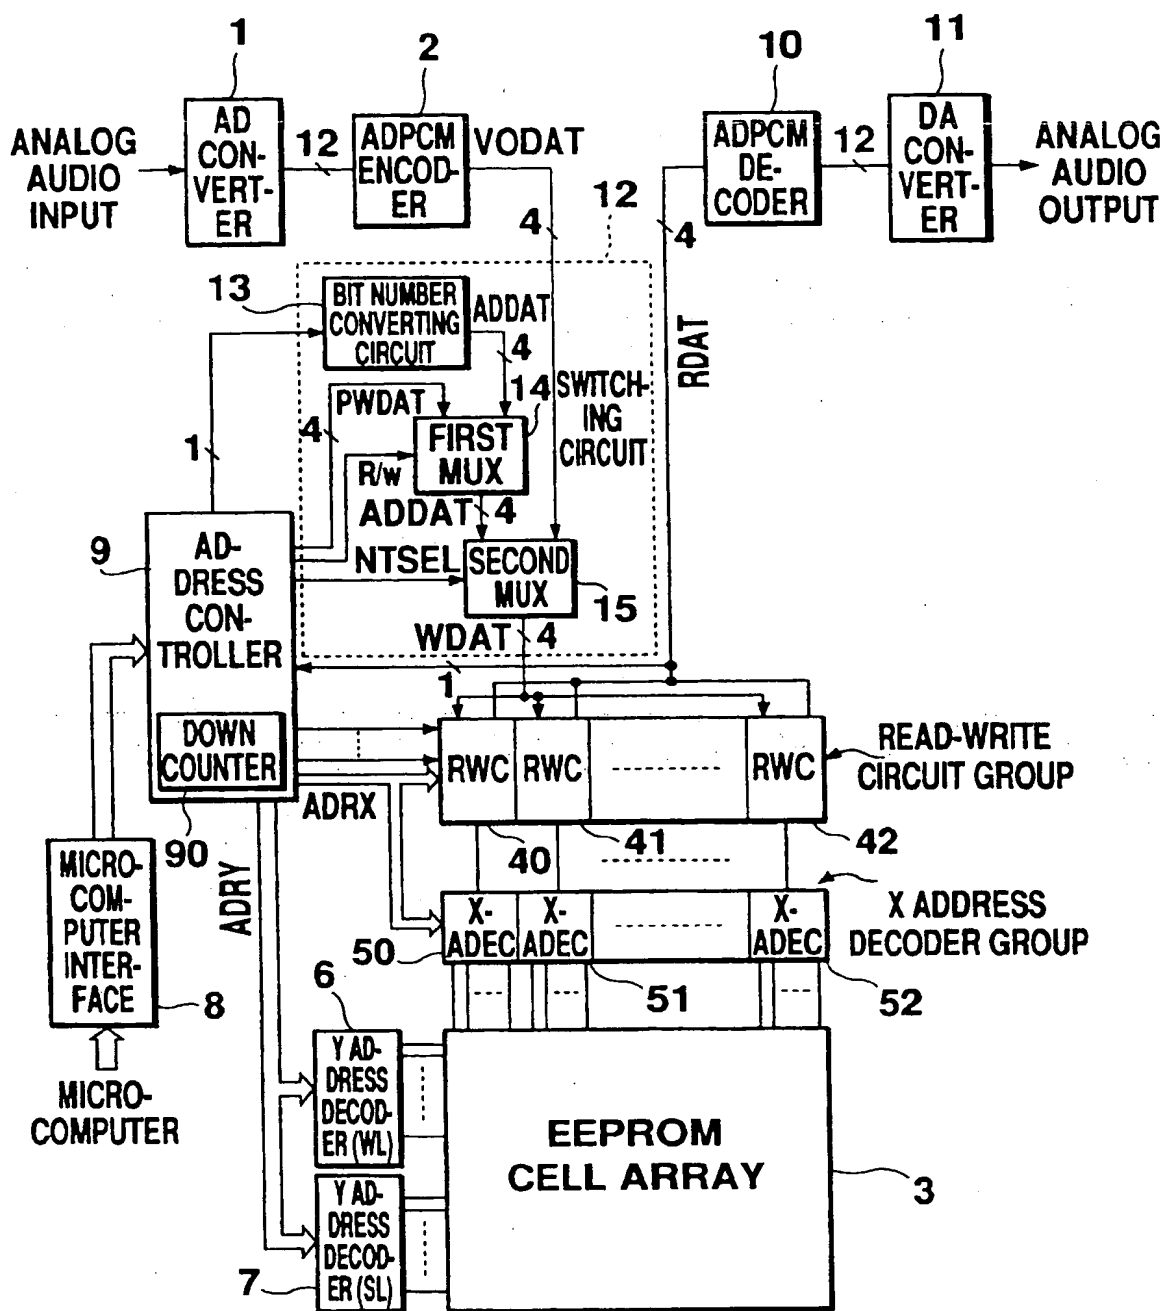 1
2
10
11
ANALOG
AUDIO
INPUT
AD
CON-
VERT-
ER
12
ADPCM
ENCOD-
ER
VODAT
4
12
ADPCM
DE-
CODER
12
4
DA
CON-
VERT-
ER
ANALOG
AUDIO
OUTPUT
RDAT
13
BIT NUMBER
CONVERTING
CIRCUIT
ADDAT
4
14
SWITCH-
ING
CIRCUIT
1
4
PWDAT
R/w
FIRST
MUX
ADDAT
4
NTSEL
SECOND
MUX
15
WDAT
4
1
9
AD-
DRESS
CON-
TROLLER
DOWN
COUNTER
90
ADRX
ADRY
RWC
RWC
RWC
READ-WRITE
CIRCUIT GROUP
40
41
42
X-
ADEC
X-
ADEC
X-
ADEC
X ADDRESS
DECODER GROUP
50
51
52
MICRO-
COM-
PUTER
INTER-
FACE
8
MICRO-
COMPUTER
6
Y AD-
DRESS
DECOD-
ER (WL)
Y AD-
DRESS
DECOD-
ER (SL)
7
EEPROM
CELL ARRAY
3